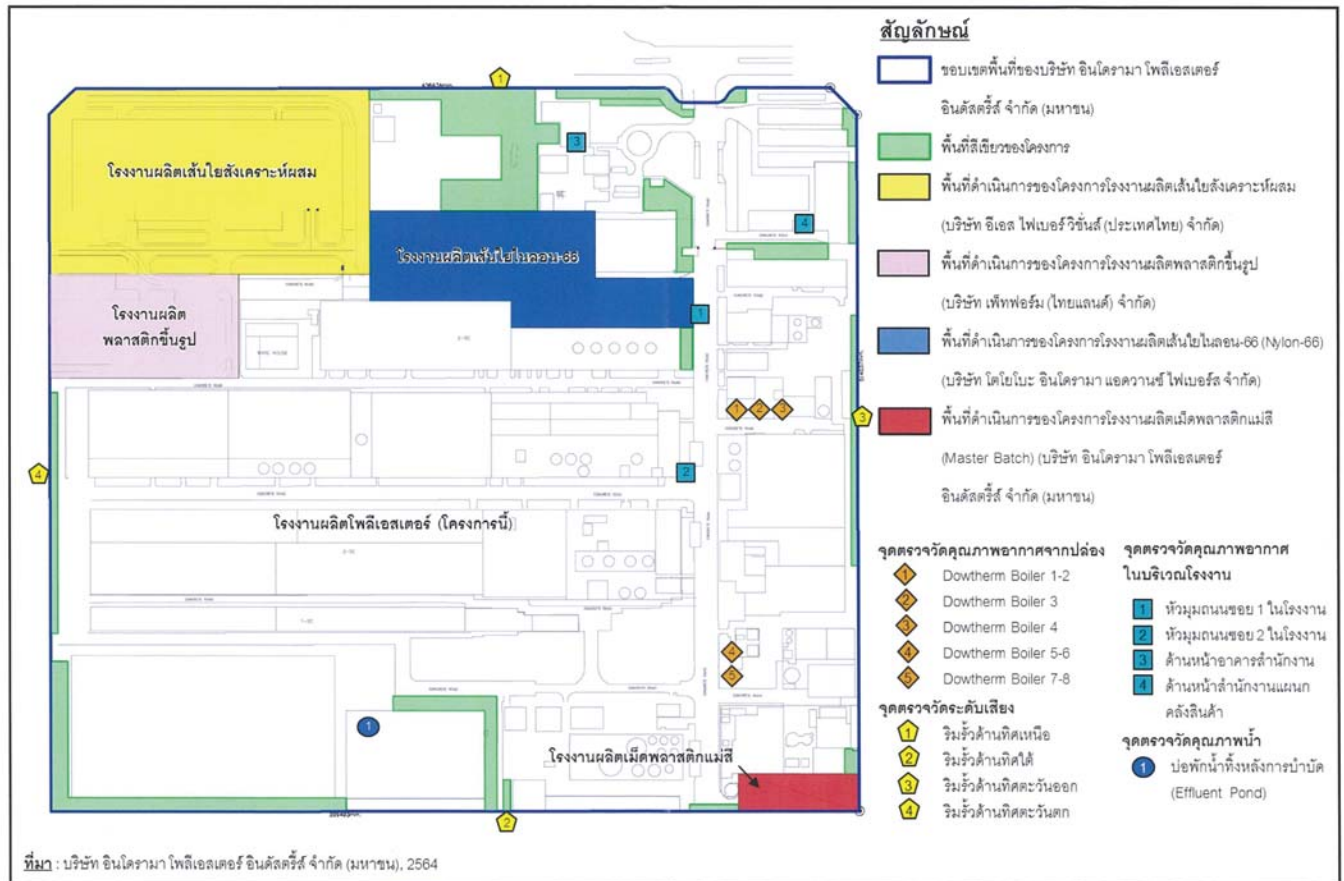 สัญลักษณ์
ขอบเขตพื้นที่ของบริษัท อินโดรามา โพลีเอสเตอร์
อินดัสตรี้ส์ จำกัด (มหาชน)
พื้นที่สีเขียวของโครงการ
พื้นที่ดำเนินการของโครงการโรงงานผลิตเส้นใยสังเคราะห์ผสม
(บริษัท อีเอส ไฟเบอร์ วิชั่นส์ (ประเทศไทย) จำกัด)
พื้นที่ดำเนินการของโครงการโรงงานผลิตพลาสติกขึ้นรูป
(บริษัท เพ็ทฟอร์ม (ไทยแลนด์) จำกัด)
พื้นที่ดำเนินการของโครงการโรงงานผลิตเส้นใยไนลอน-66 (Nylon-66)
(บริษัท โตโยโบะ อินโดรามา แอดวานซ์ ไฟเบอร์ส จำกัด)
พื้นที่ดำเนินการของโครงการโรงงานผลิตเม็ดพลาสติกแม่สี
(Master Batch) (บริษัท อินโดรามา โพลีเอสเตอร์
อินดัสตรี้ส์ จำกัด (มหาชน)
จุดตรวจวัดคุณภาพอากาศจากปล่อง
1 Dowtherm Boiler 1-2
2 Dowtherm Boiler 3
3 Dowtherm Boiler 4
4 Dowtherm Boiler 5-6
5 Dowtherm Boiler 7-8
จุดตรวจวัดระดับเสียง
1 ริมรั้วด้านทิศเหนือ
2 ริมรั้วด้านทิศใต้
3 ริมรั้วด้านทิศตะวันออก
4 ริมรั้วด้านทิศตะวันตก
จุดตรวจวัดคุณภาพอากาศ
ในบริเวณโรงงาน
1 หัวมุมถนนซอย 1 ในโรงงาน
2 หัวมุมถนนซอย 2 ในโรงงาน
3 ด้านหน้าอาคารสำนักงาน
4 ด้านหน้าสำนักงานแผนก
คลังสินค้า
จุดตรวจวัดคุณภาพน้ำ
1 บ่อพักน้ำทิ้งหลังการบำบัด
(Effluent Pond)
1
3
โรงงานผลิตเส้นใยสังเคราะห์ผสม
4
โรงงานผลิตเส้นใยไนลอน-66
โรงงานผลิต
พลาสติกขึ้นรูป
1
1 2 3
3
4
2
โรงงานผลิตโพลีเอสเตอร์ (โครงการนี้)
4
5
1
โรงงานผลิตเม็ดพลาสติกแม่สี
2
ที่มา : บริษัท อินโดรามา โพลีเอสเตอร์ อินดัสตรี้ส์ จำกัด (มหาชน), 2564